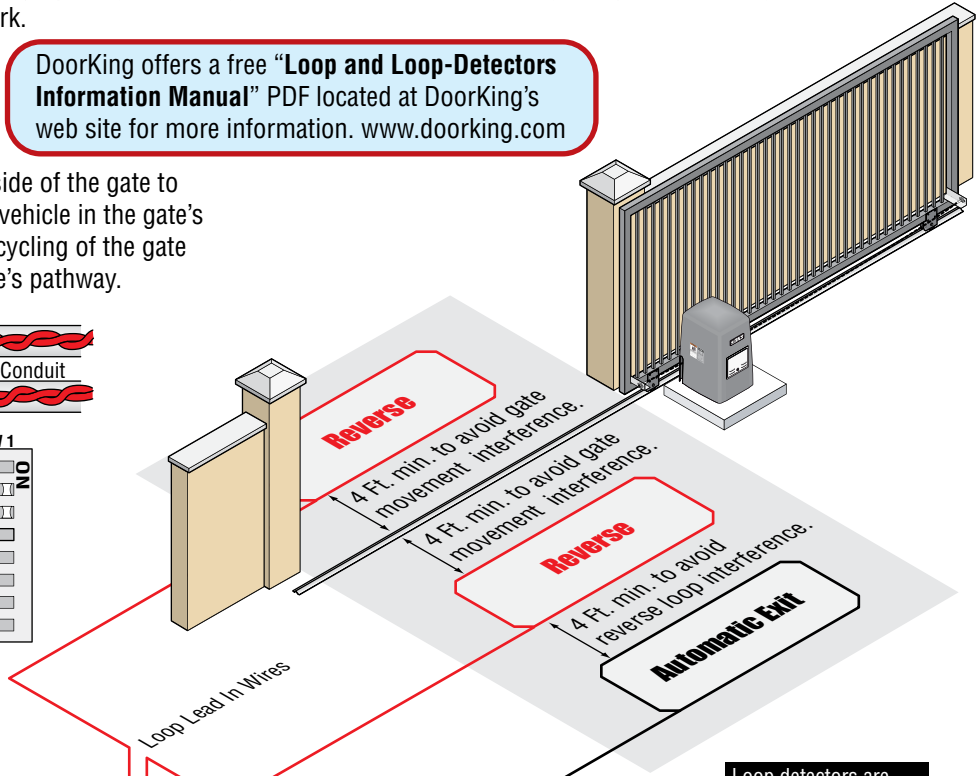 rk.
DoorKing offers a free “Loop and Loop-Detectors
Information Manual” PDF located at DoorKing's
web site for more information. www.doorking.com
side of the gate to
vehicle in the gate's
cycling of the gate
e's pathway.
Conduit
1
ON
Reverse
4 Ft. min. to avoid gate
movement interference.
4 Ft. min. to avoid gate
movement interference.
Reverse
4 Ft. min. to avoid
reverse loop interference.
Automatic Exit
Loop Lead In Wires
Loop detectors are